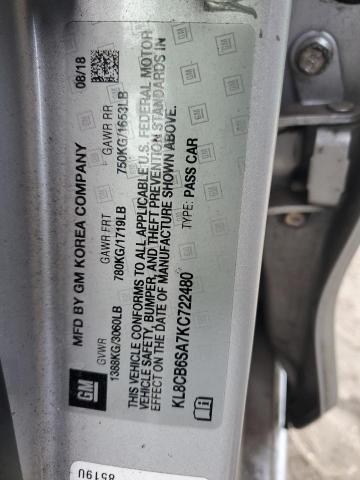 MFD BY GM KOREA COMPANY 08/18
GVWR GAWR FRT GAWR RR
1388KG/3060LB 780KG/1719LB 750KG/1653LB
THIS VEHICLE CONFORMS TO ALL APPLICABLE U.S. FEDERAL MOTOR
VEHICLE SAFETY, BUMPER, AND THEFT PREVENTION STANDARDS IN
EFFECT ON THE DATE OF MANUFACTURE SHOWN ABOVE.
KL8CB6SA7KC722480 TYPE: PASS CAR
GM
8519U